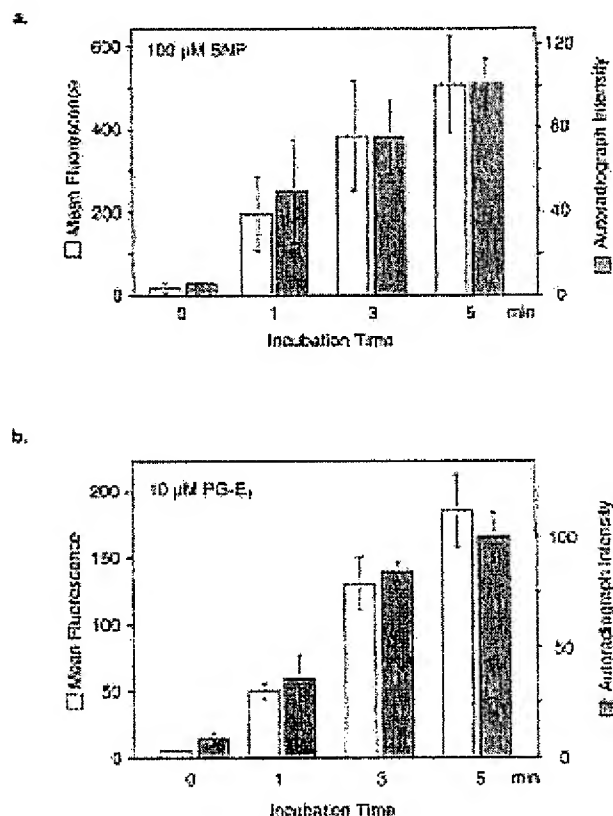 a.
100 µM SNP
600
400
200
0
120
80
40
0
Mean Fluorescence
Autoradiograph Intensity
0 1 3 5 min
Incubation Time
b.
10 µM PG-E₁
200
150
100
50
0
100
50
0
Mean Fluorescence
Autoradiograph Intensity
0 1 3 5 min
Incubation Time